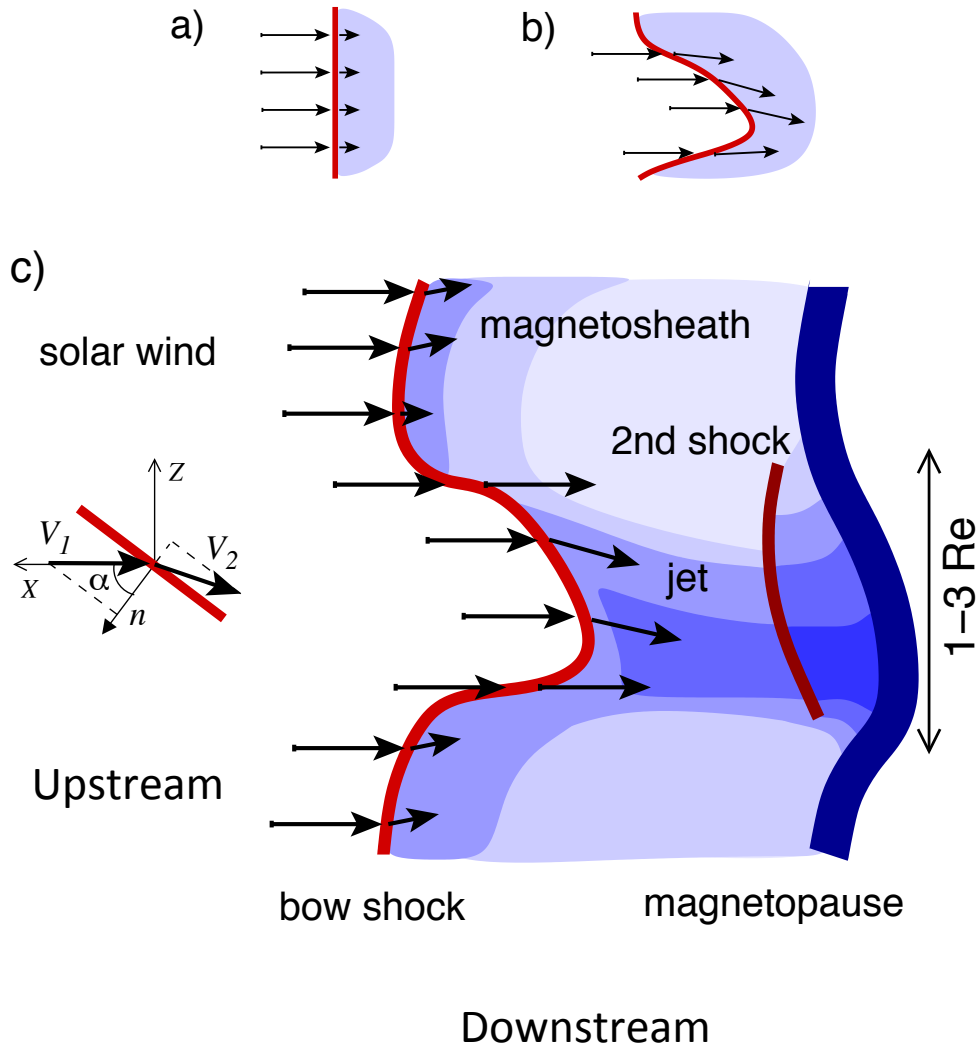 a)
b)
c)
solar wind
magnetosheath
2nd shock
Z
V1
V2
X
α
n
jet
1–3 Re
Upstream
bow shock
magnetopause
Downstream